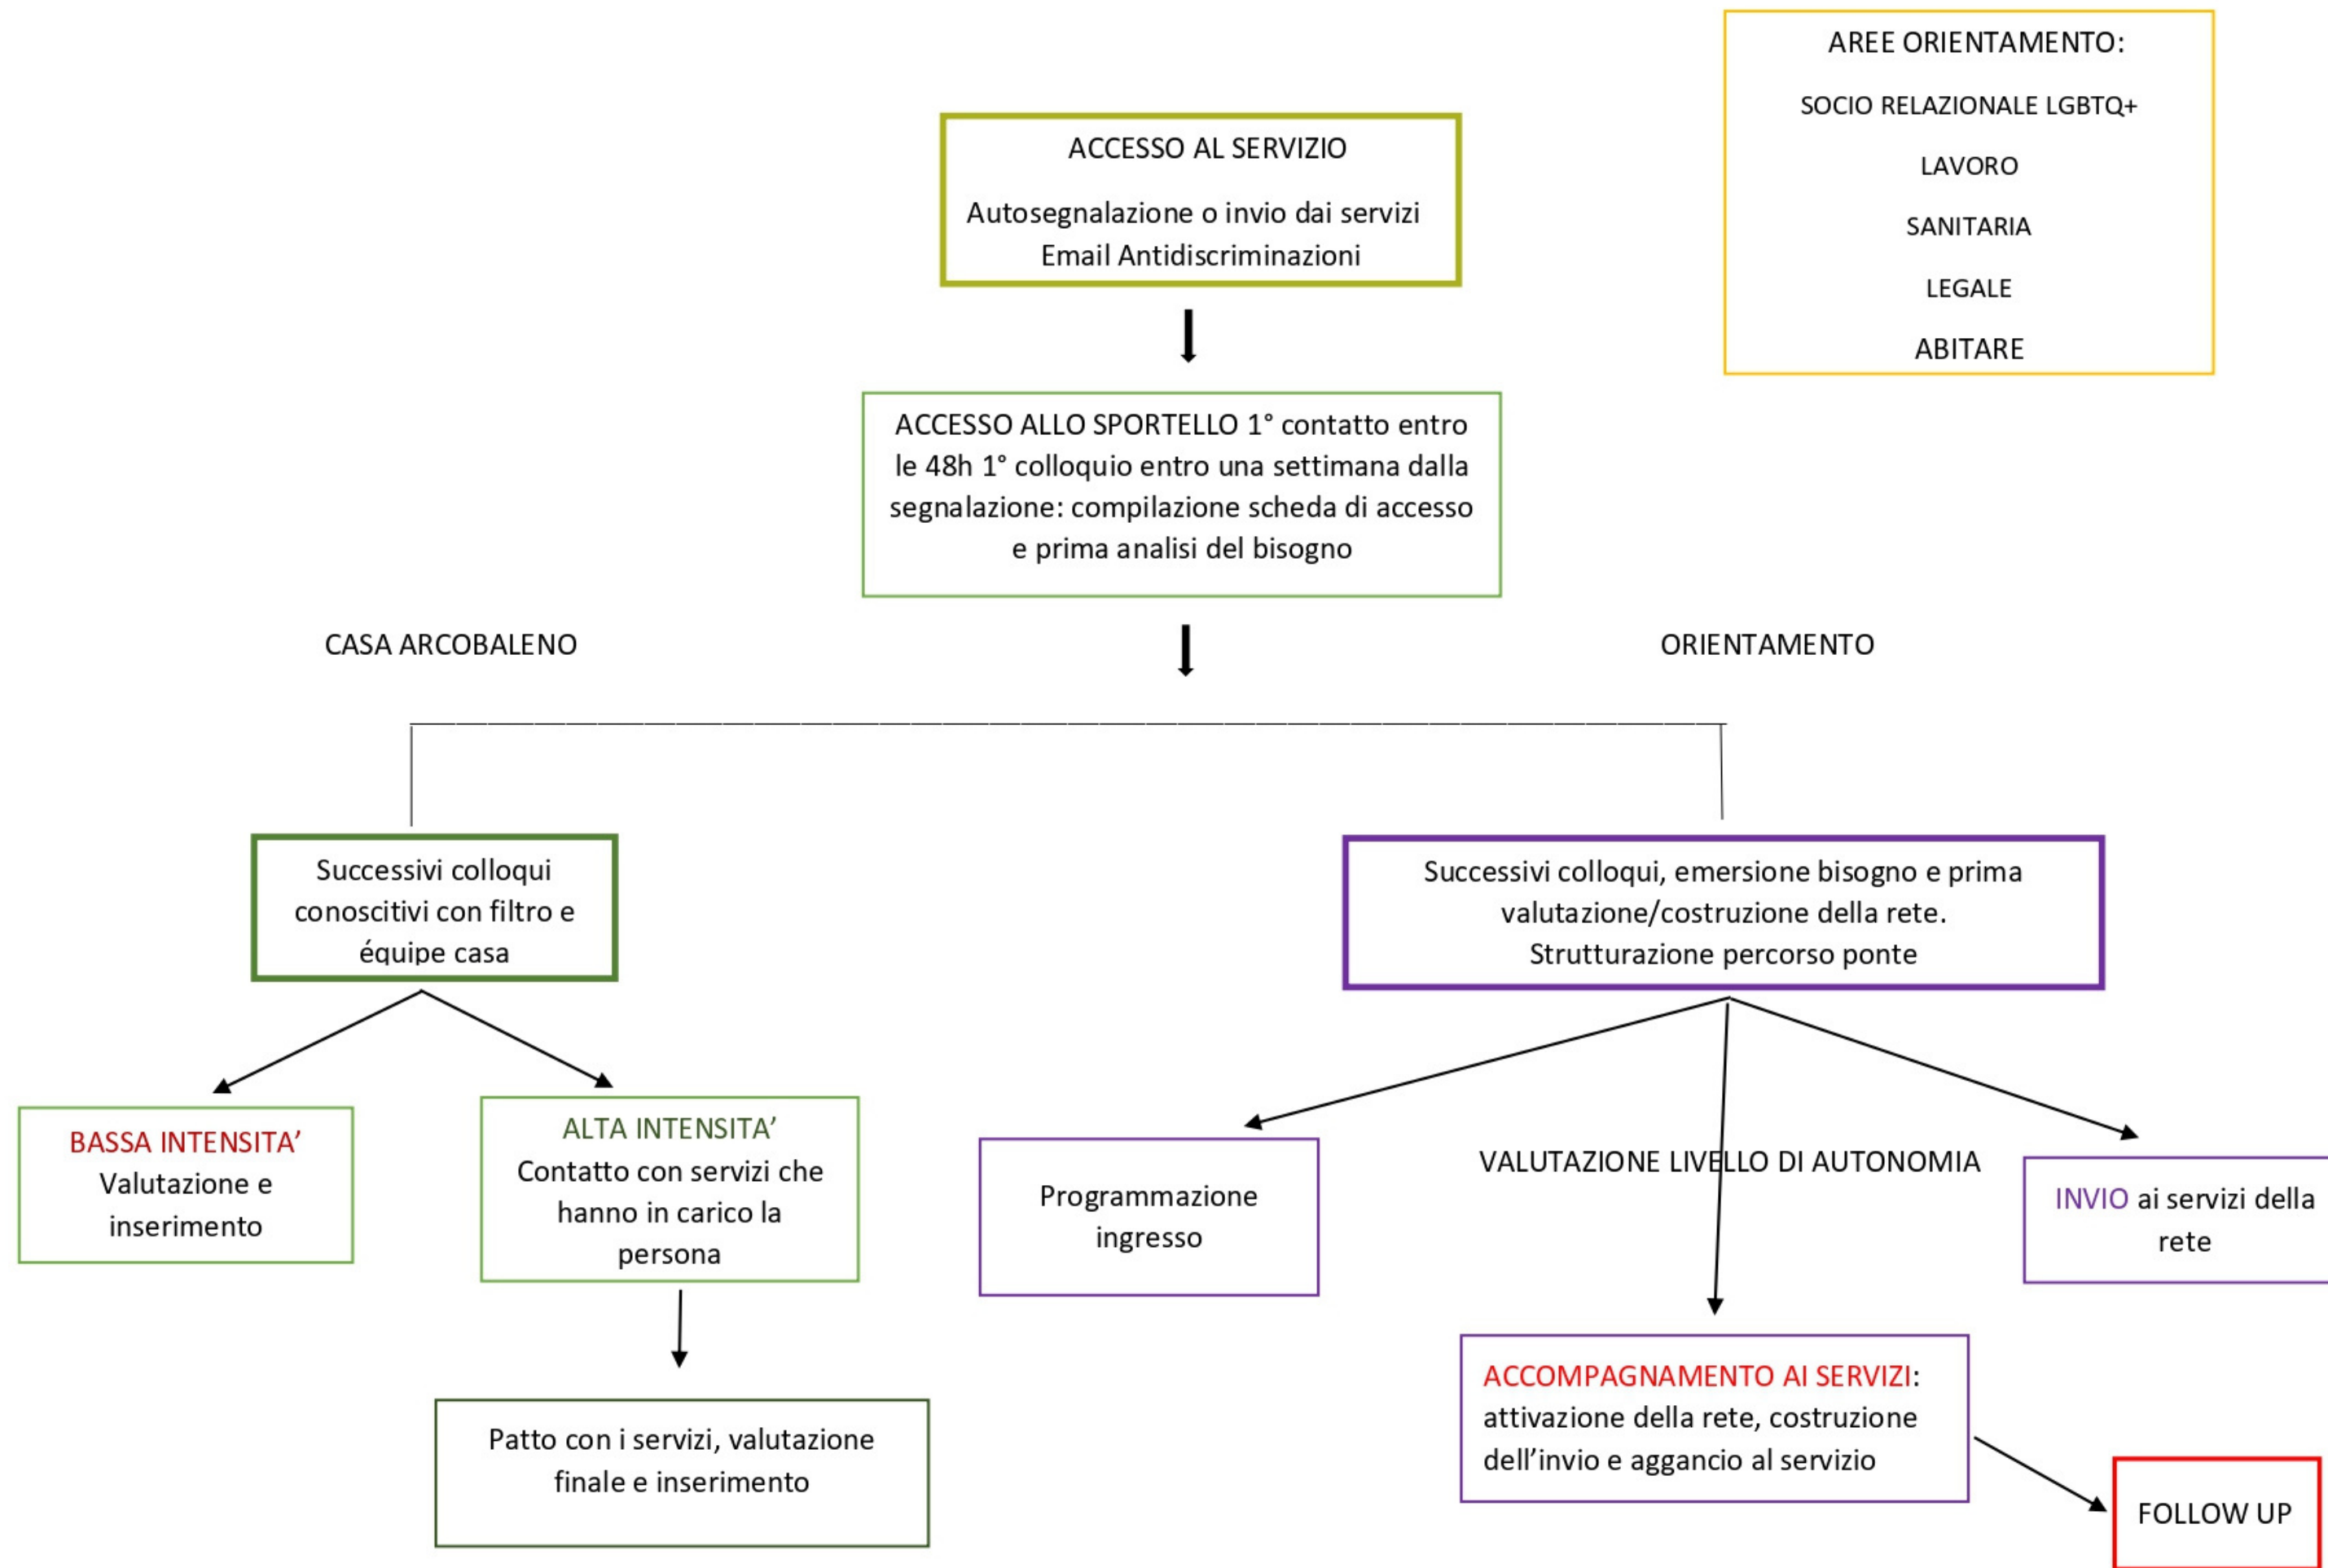 AREE ORIENTAMENTO:
SOCIO RELAZIONALE LGBTQ+
LAVORO
SANITARIA
LEGALE
ABITARE
ACCESSO AL SERVIZIO
Autosegnalazione o invio dai servizi
Email Antidiscriminazioni
ACCESSO ALLO SPORTELLO 1° contatto entro
le 48h 1° colloquio entro una settimana dalla
segnalazione: compilazione scheda di accesso
e prima analisi del bisogno
CASA ARCOBALENO
ORIENTAMENTO
Successivi colloqui
conoscitivi con filtro e
équipe casa
Successivi colloqui, emersione bisogno e prima
valutazione/costruzione della rete.
Strutturazione percorso ponte
BASSA INTENSITA’
Valutazione e
inserimento
ALTA INTENSITA’
Contatto con servizi che
hanno in carico la
persona
Patto con i servizi, valutazione
finale e inserimento
Programmazione
ingresso
VALUTAZIONE LIVELLO DI AUTONOMIA
INVIO ai servizi della
rete
ACCOMPAGNAMENTO AI SERVIZI:
attivazione della rete, costruzione
dell’invio e aggancio al servizio
FOLLOW UP